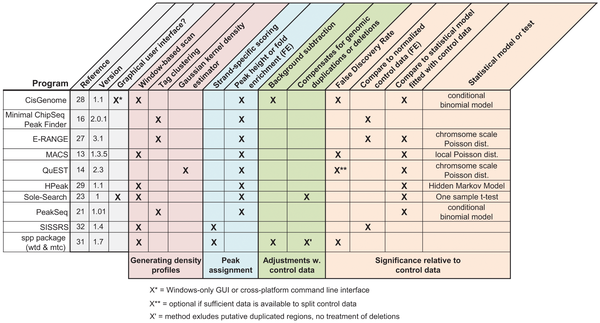 Reference
Version
Graphical user interface?
Window-based scan
Tag clustering
Gaussian kernel density
estimator
Strand-specific scoring
Peak height or fold
enrichment (FE)
Background subtraction
Compensates for genomic
duplications or deletions
False Discovery Rate
Compare to normalized
control data (FE)
Compare to statistical model
fitted with control data
Statistical model or test
Program
CisGenome 28 1.1 X* X X X X X conditional
binomial model
Minimal ChipSeq
Peak Finder 16 2.0.1 X X X
E-RANGE 27 3.1 X X X X chromsome scale
Poisson dist.
MACS 13 1.3.5 X X X X local Poisson dist.
QuEST 14 2.3 X X X** X chromsome scale
Poisson dist.
HPeak 29 1.1 X X X Hidden Markov Model
Sole-Search 23 1 X X X X X One sample t-test
PeakSeq 21 1.01 X X X conditional
binomial model
SISSRS 32 1.4 X X X
spp package
(wtd & mtc) 31 1.7 X X X X' X
Generating density
profiles
Peak
assignment
Adjustments w.
control data
Significance relative to
control data
X* = Windows-only GUI or cross-platform command line interface
X** = optional if sufficient data is available to split control data
X' = method exludes putative duplicated regions, no treatment of deletions